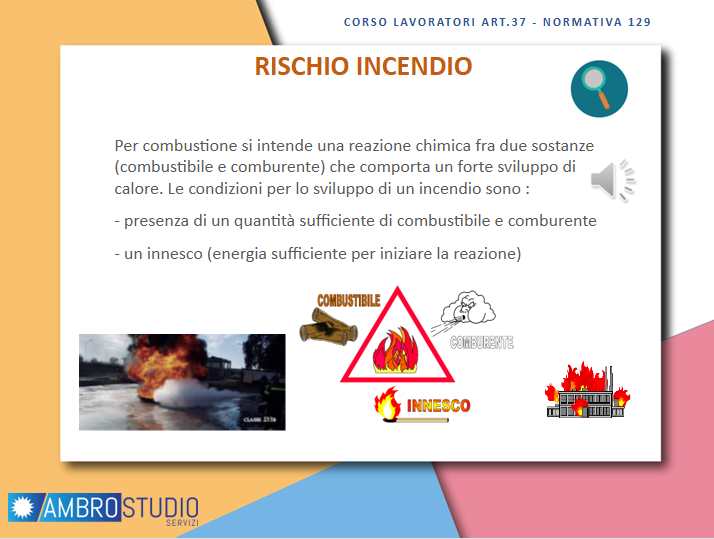 CORSO LAVORATORI ART.37 - NORMATIVA 129
RISCHIO INCENDIO
Per combustione si intende una reazione chimica fra due sostanze
(combustibile e comburente) che comporta un forte sviluppo di
calore. Le condizioni per lo sviluppo di un incendio sono :
- presenza di un quantità sufficiente di combustibile e comburente
- un innesco (energia sufficiente per iniziare la reazione)
COMBUSTIBILE
COMBURENTE
INNESCO
CLASSE 233B
AMBROSTUDIO
SERVIZI